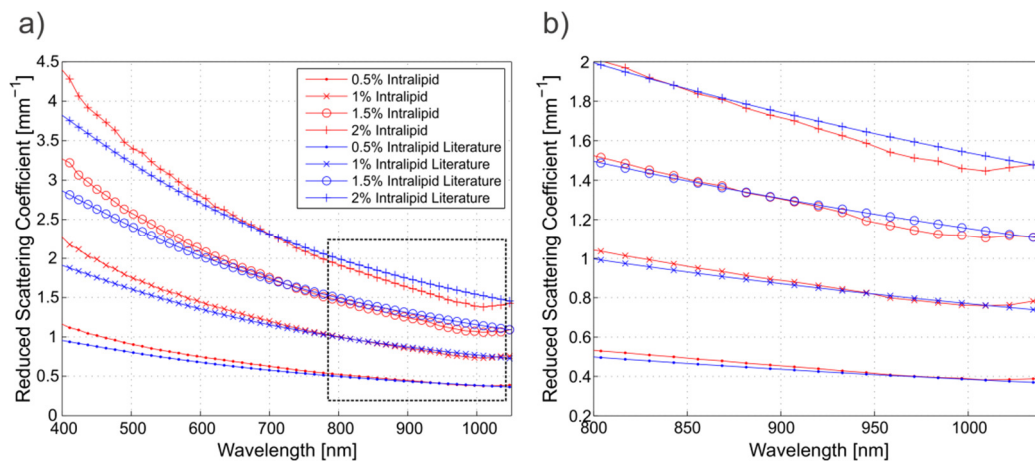 a)
Reduced Scattering Coefficient [mm⁻¹]
4.5
4
3.5
3
2.5
2
1.5
1
0.5
0
0.5% Intralipid
1% Intralipid
1.5% Intralipid
2% Intralipid
0.5% Intralipid Literature
1% Intralipid Literature
1.5% Intralipid Literature
2% Intralipid Literature
400 500 600 700 800 900 1000
Wavelength [nm]
b)
Reduced Scattering Coefficient [mm⁻¹]
2
1.8
1.6
1.4
1.2
1
0.8
0.6
0.4
0.2
800 850 900 950 1000
Wavelength [nm]